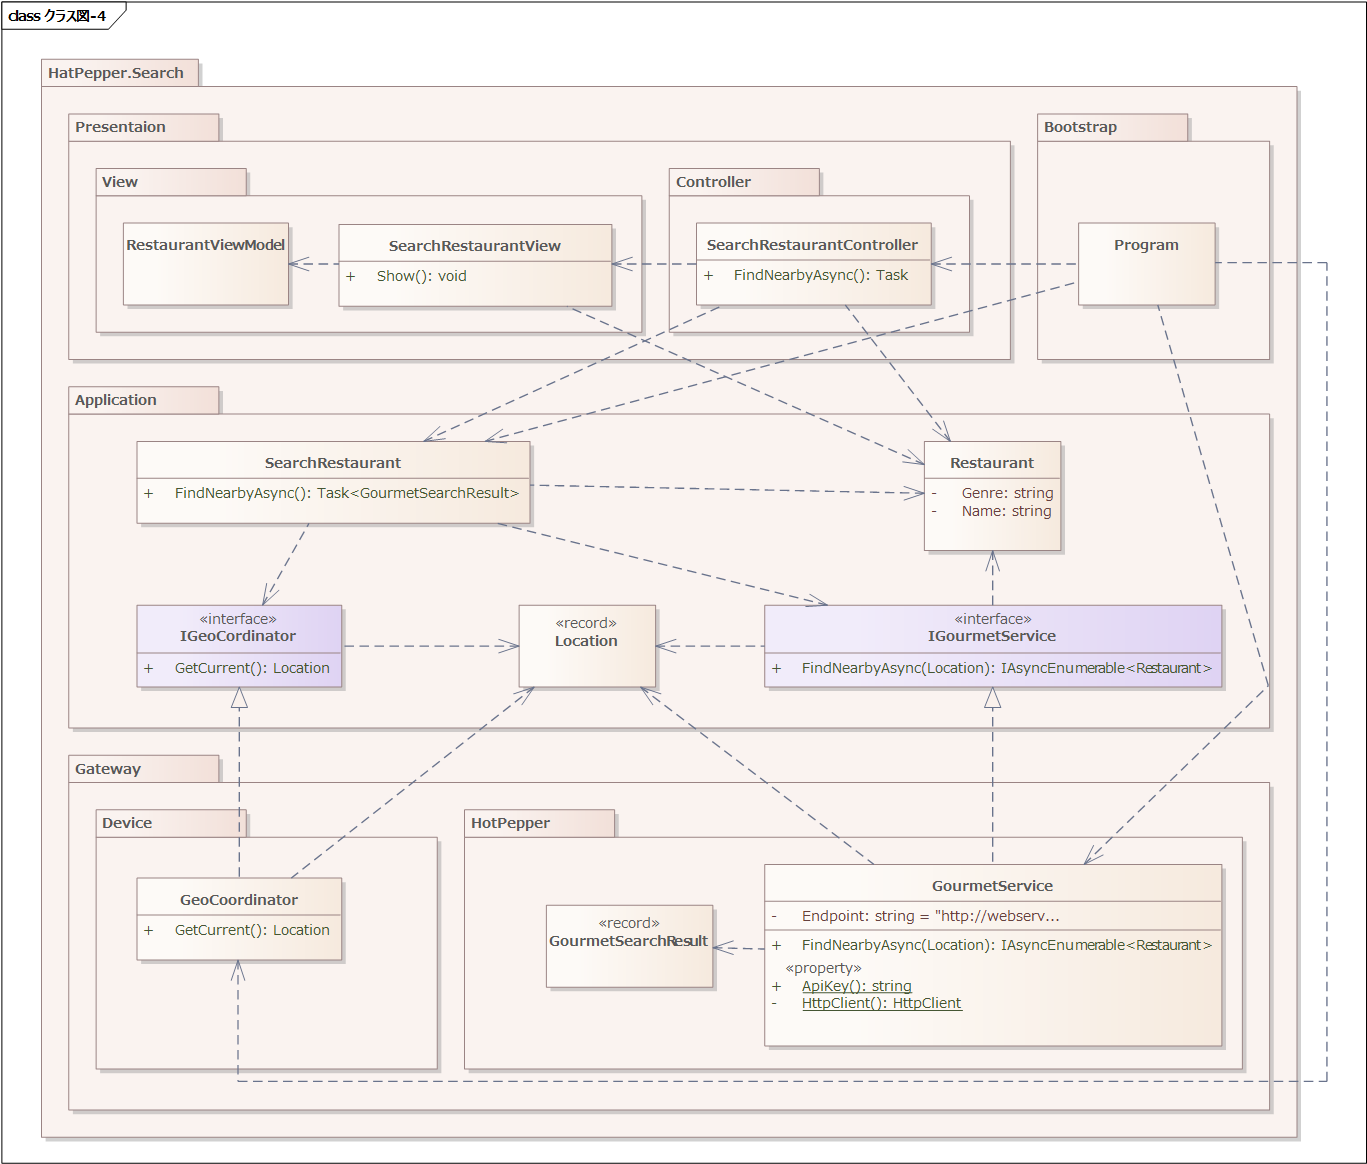 class クラス図-4
HatPepper.Search
Presentaion
Bootstrap
View
Controller
RestaurantViewModel
SearchRestaurantView
+ Show(): void
SearchRestaurantController
+ FindNearbyAsync(): Task
Program
Application
SearchRestaurant
+ FindNearbyAsync(): Task<GourmetSearchResult>
Restaurant
- Genre: string
- Name: string
«interface»
IGeoCordinator
+ GetCurrent(): Location
«record»
Location
«interface»
IGourmetService
+ FindNearbyAsync(Location): IAsyncEnumerable<Restaurant>
Gateway
Device
HotPepper
GeoCoordinator
+ GetCurrent(): Location
«record»
GourmetSearchResult
GourmetService
- Endpoint: string = "http://webserv...
+ FindNearbyAsync(Location): IAsyncEnumerable<Restaurant>
«property»
+ ApiKey(): string
- HttpClient(): HttpClient